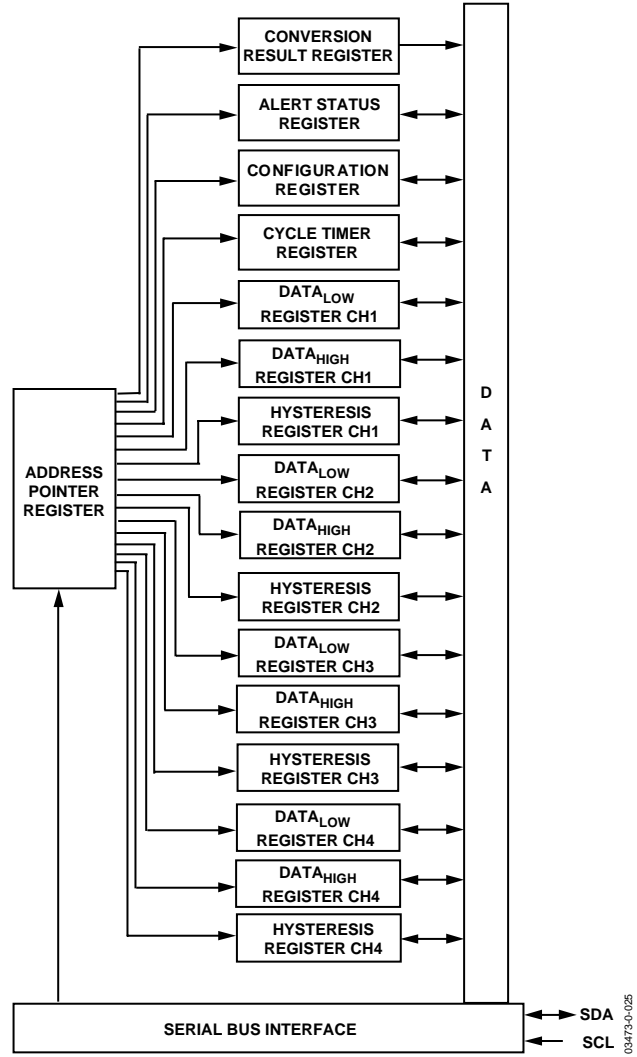 CONVERSION
RESULT REGISTER
ALERT STATUS
REGISTER
CONFIGURATION
REGISTER
CYCLE TIMER
REGISTER
DATALOW
REGISTER CH1
DATAHIGH
REGISTER CH1
HYSTERESIS
REGISTER CH1
ADDRESS
POINTER
REGISTER
DATALOW
REGISTER CH2
DATAHIGH
REGISTER CH2
HYSTERESIS
REGISTER CH2
DATALOW
REGISTER CH3
DATAHIGH
REGISTER CH3
HYSTERESIS
REGISTER CH3
DATALOW
REGISTER CH4
DATAHIGH
REGISTER CH4
HYSTERESIS
REGISTER CH4
D
A
T
A
SERIAL BUS INTERFACE
SDA
SCL
03473-0-025